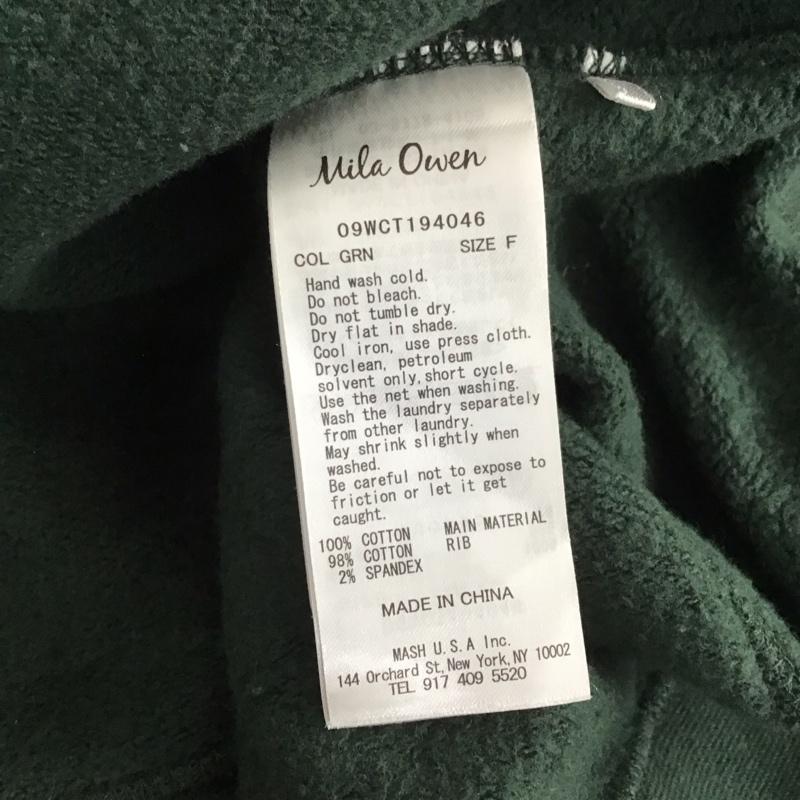 Mila Owen
09WCT194046
COL GRN SIZE F
Hand wash cold.
Do not bleach.
Do not tumble dry.
Dry flat in shade.
Cool iron, use press cloth.
Dryclean, petroleum
solvent only, short cycle.
Use the net when washing.
Wash the laundry separately
from other laundry.
May shrink slightly when
washed.
Be careful not to expose to
friction or let it get
caught.
100% COTTON MAIN MATERIAL
98% COTTON RIB
2% SPANDEX
MADE IN CHINA
MASH U.S.A Inc.
144 Orchard St, New York, NY 10002
TEL 917 409 5520